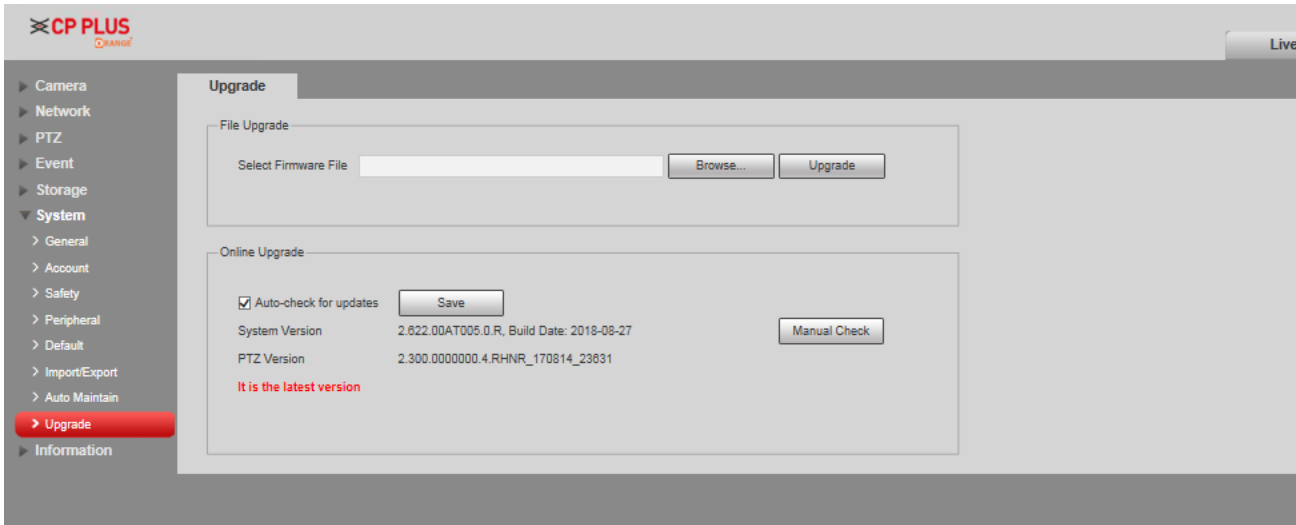 CP PLUS
ORANGE
Live
Camera
Network
PTZ
Event
Storage
System
> General
> Account
> Safety
> Peripheral
> Default
> Import/Export
> Auto Maintain
> Upgrade
Information
Upgrade
File Upgrade
Select Firmware File Browse... Upgrade
Online Upgrade
Auto-check for updates Save
System Version 2.622.00AT005.0.R, Build Date: 2018-08-27 Manual Check
PTZ Version 2.300.0000000.4.RHNR_170814_23631
It is the latest version